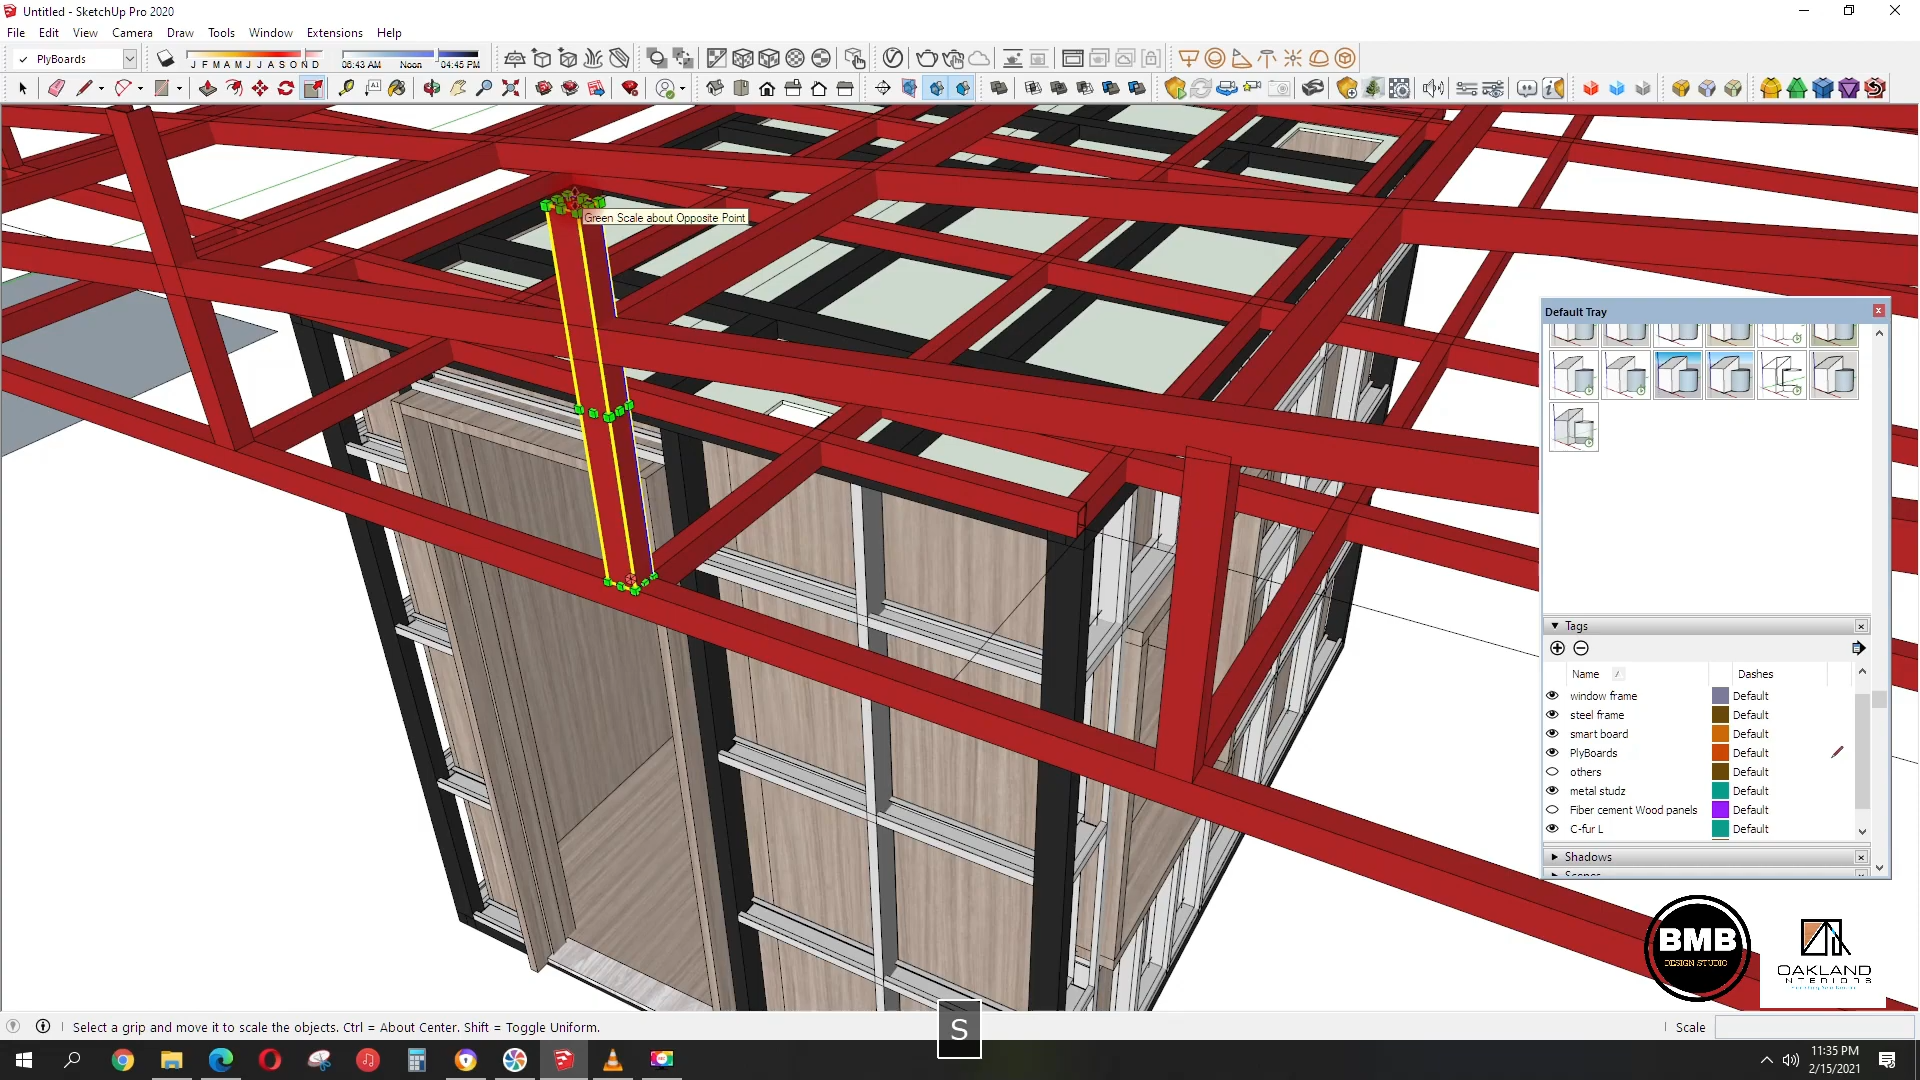 Untitled - SketchUp Pro 2020
File Edit View Camera Draw Tools Window Extensions Help
PlyBoards
J F M A M J J A S O N D
06:43 AM Noon 04:45 PM
Green Scale about Opposite Point
Default Tray
Tags
Name Dashes
window frame Default
steel frame Default
smart board Default
PlyBoards Default
others Default
metal studz Default
Fiber cement Wood panels Default
C-fur L Default
Shadows
Scenes
BMB
DESIGN STUDIO
OAKLAND
INTERIORS
Select a grip and move it to scale the objects. Ctrl = About Center. Shift = Toggle Uniform.
S
Scale
11:35 PM
2/15/2021